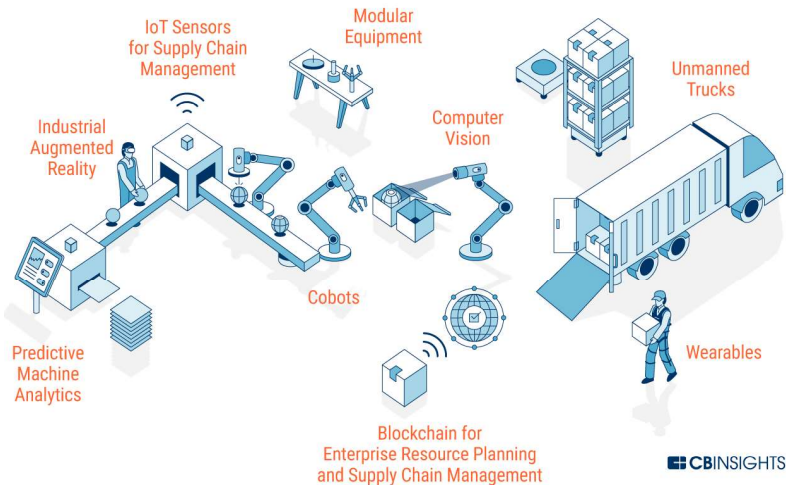 IoT Sensors
for Supply Chain
Management
Modular
Equipment
Unmanned
Trucks
Industrial
Augmented
Reality
Computer
Vision
Cobots
Predictive
Machine
Analytics
Wearables
Blockchain for
Enterprise Resource Planning
and Supply Chain Management
CBINSIGHTS